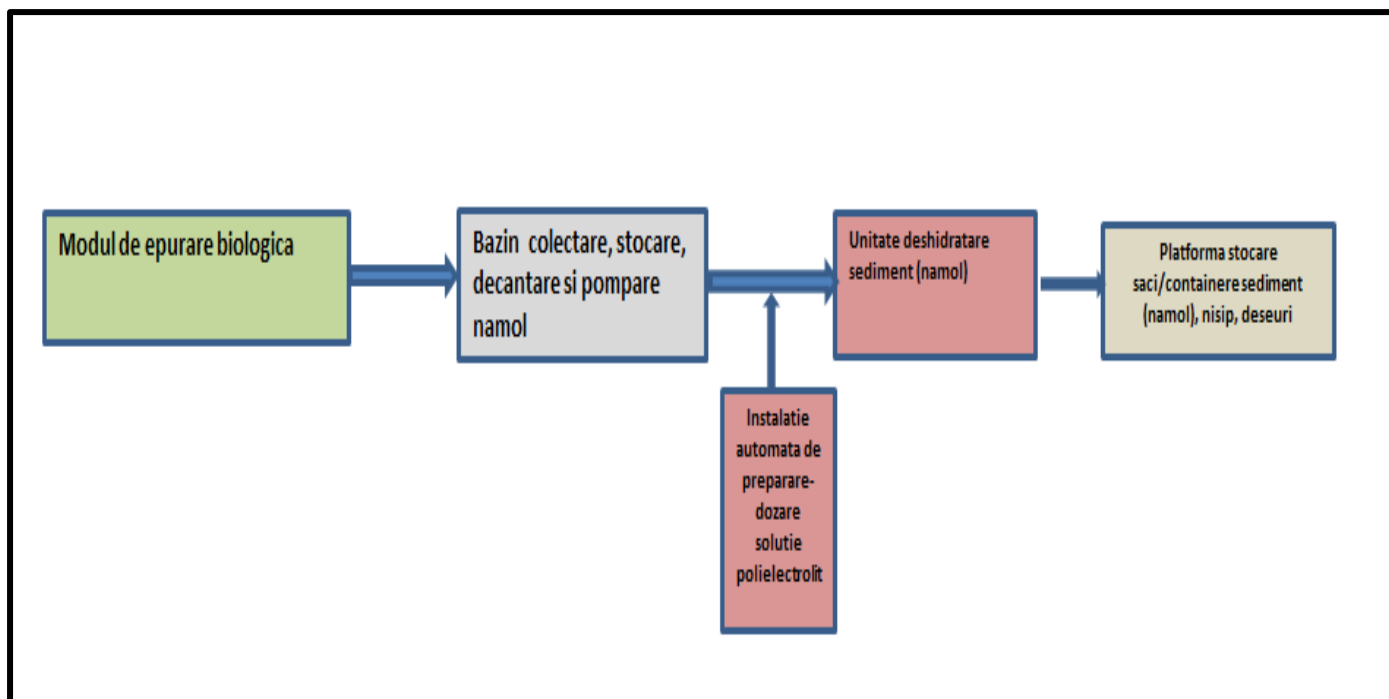 Modul de epurare biologica
Bazin colectare, stocare,
decantare si pompare
namol
Unitate deshidratare
sediment (namol)
Platforma stocare
saci/containere sediment
(namol), nisip, deseuri
Instalatie
automata de
preparare-
dozare
solutie
polielectrolit